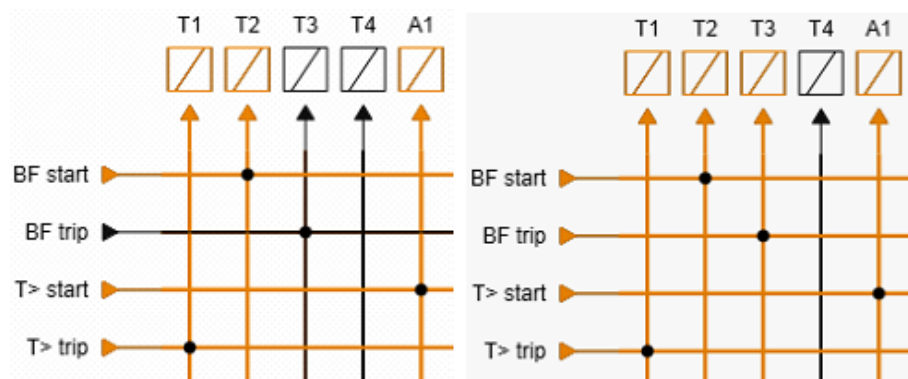 T1 T2 T3 T4 A1
BF start
BF trip
T> start
T> trip
T1 T2 T3 T4 A1
BF start
BF trip
T> start
T> trip